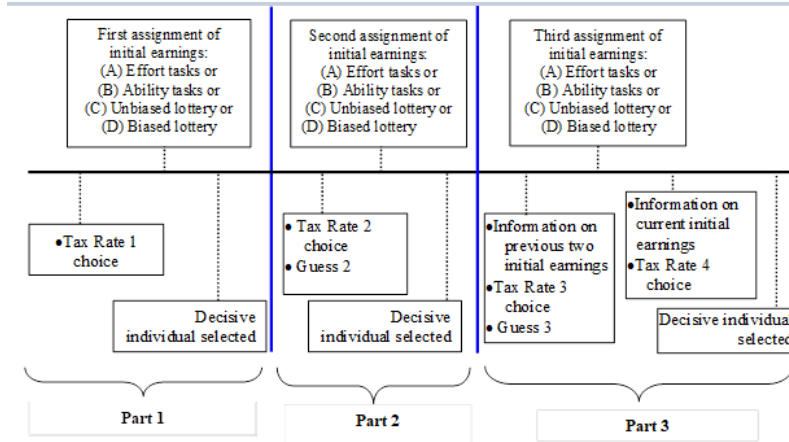 First assignment of
initial earnings:
(A) Effort tasks or
(B) Ability tasks or
(C) Unbiased lottery or
(D) Biased lottery
Second assignment of
initial earnings:
(A) Effort tasks or
(B) Ability tasks or
(C) Unbiased lottery or
(D) Biased lottery
Third assignment of
initial earnings:
(A) Effort tasks or
(B) Ability tasks or
(C) Unbiased lottery or
(D) Biased lottery
•Tax Rate 1
choice
Decisive
individual selected
• Tax Rate 2
choice
• Guess 2
Decisive
individual selected
•Information on
previous two
initial earnings
•Tax Rate 3
choice
• Guess 3
•Information on
current initial
earnings
•Tax Rate 4
choice
Decisive individual
selected
Part 1
Part 2
Part 3